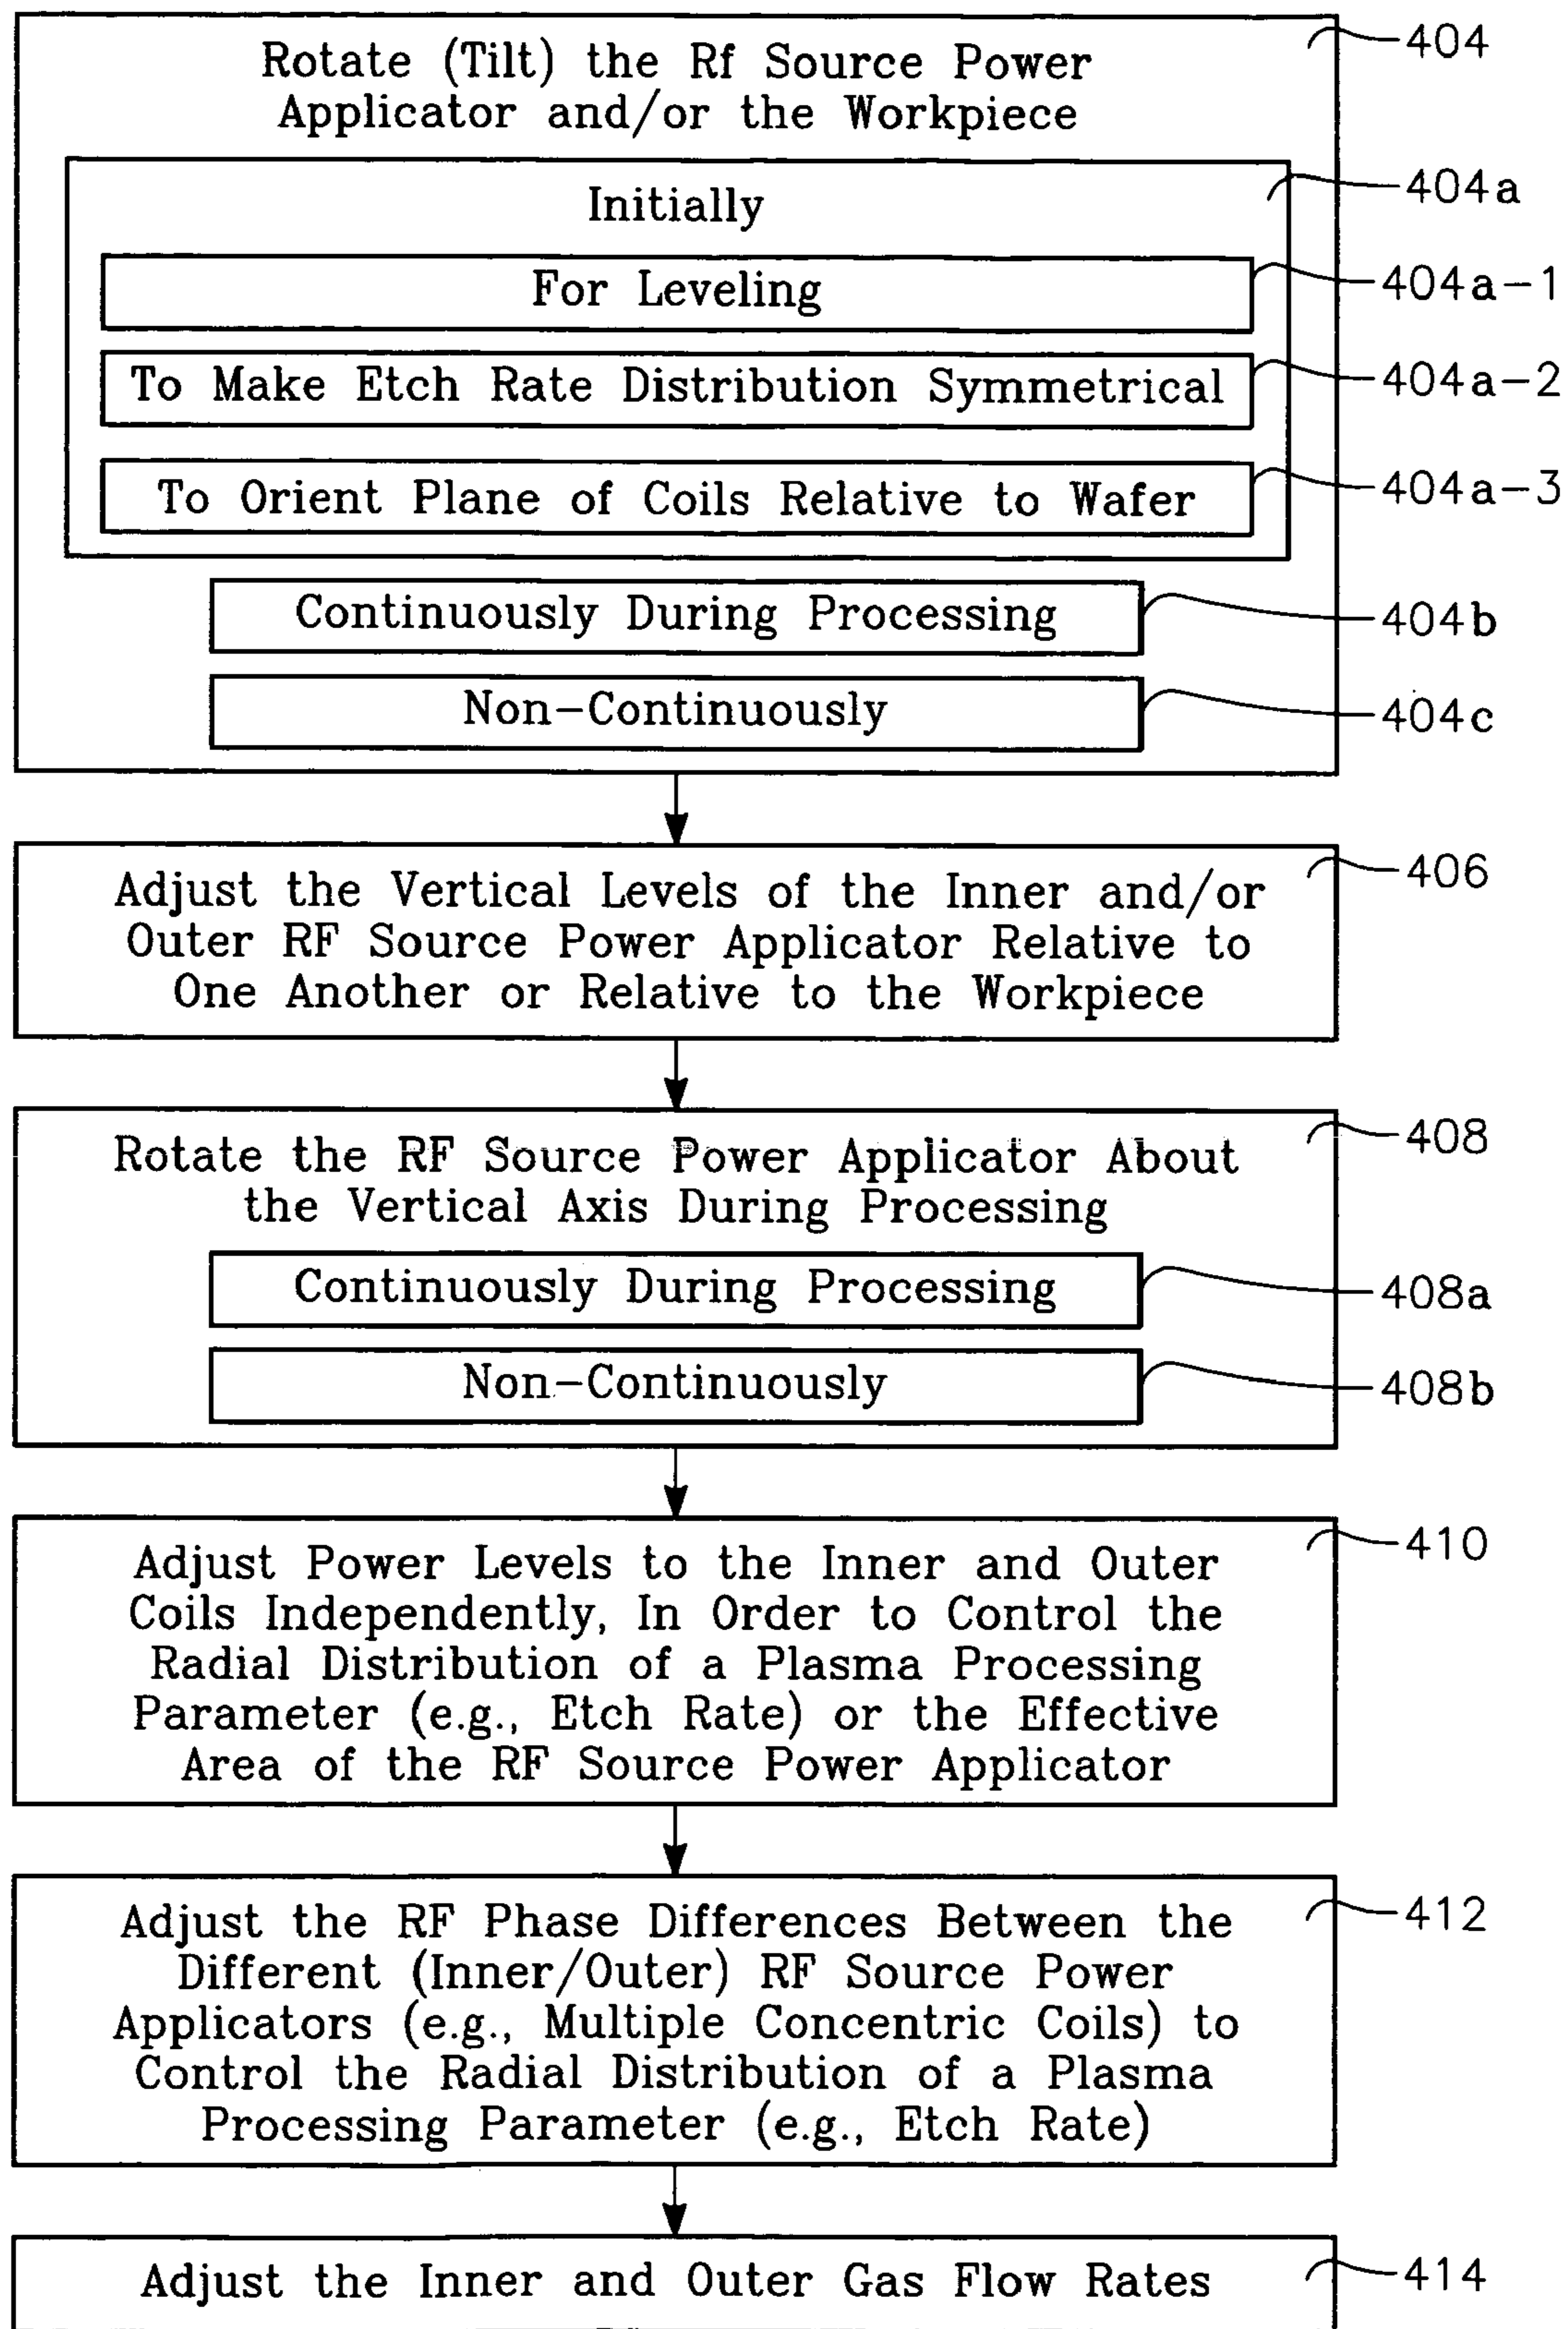 Rotate (Tilt) the Rf Source Power
Applicator and/or the Workpiece
404
Initially
404a
For Leveling
404a-1
To Make Etch Rate Distribution Symmetrical
404a-2
To Orient Plane of Coils Relative to Wafer
404a-3
Continuously During Processing
404b
Non-Continuously
404c
Adjust the Vertical Levels of the Inner and/or
Outer RF Source Power Applicator Relative to
One Another or Relative to the Workpiece
406
Rotate the RF Source Power Applicator About
the Vertical Axis During Processing
408
Continuously During Processing
408a
Non-Continuously
408b
Adjust Power Levels to the Inner and Outer
Coils Independently, In Order to Control the
Radial Distribution of a Plasma Processing
Parameter (e.g., Etch Rate) or the Effective
Area of the RF Source Power Applicator
410
Adjust the RF Phase Differences Between the
Different (Inner/Outer) RF Source Power
Applicators (e.g., Multiple Concentric Coils) to
Control the Radial Distribution of a Plasma
Processing Parameter (e.g., Etch Rate)
412
Adjust the Inner and Outer Gas Flow Rates
414